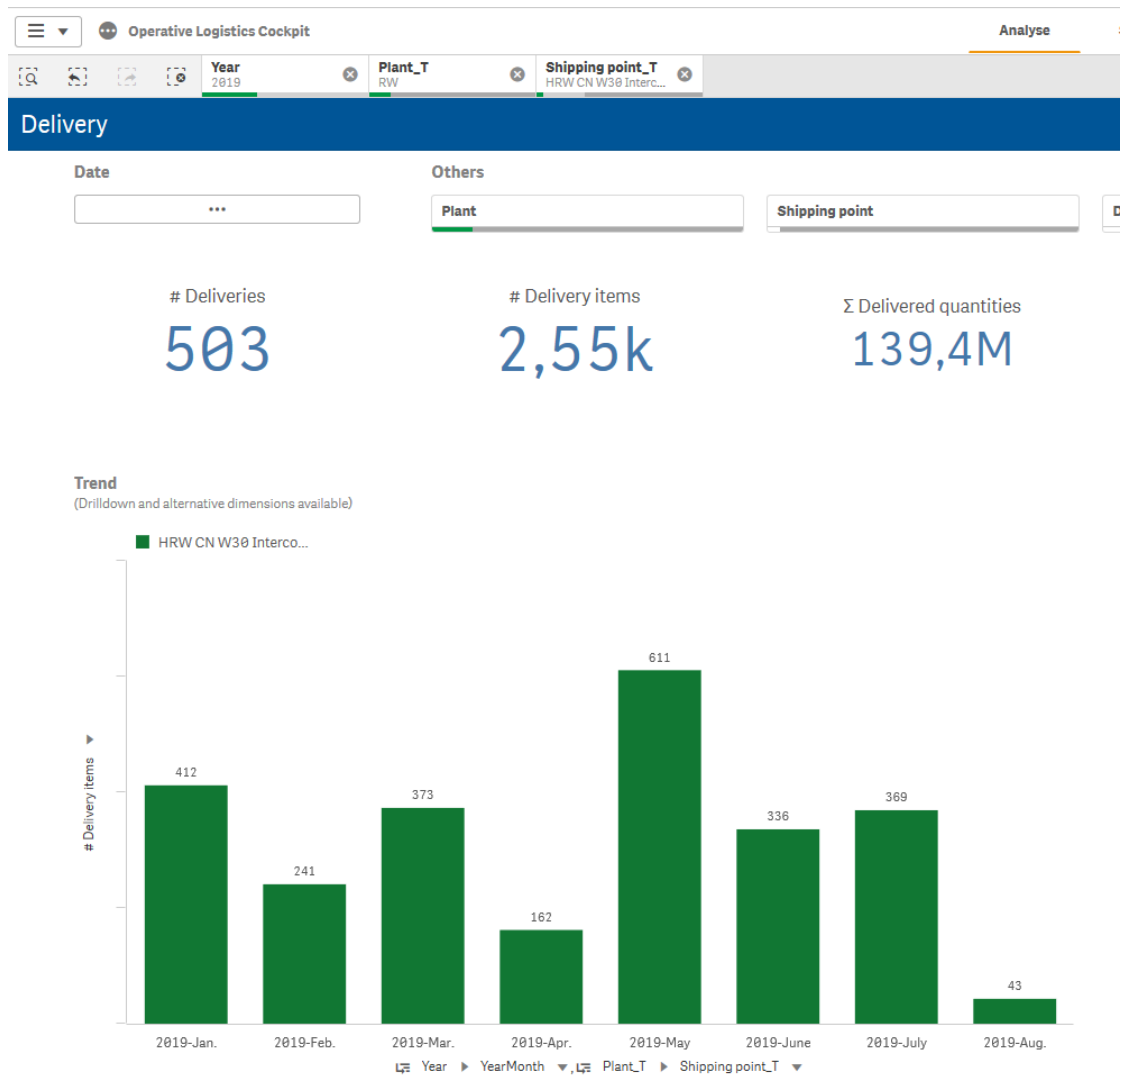 Operative Logistics Cockpit
Analyse
Year
2019
Plant_T
RW
Shipping point_T
HRW CN W30 Interc...
Delivery
Date
Others
...
Plant
Shipping point
D
# Deliveries
503
# Delivery items
2,55k
Σ Delivered quantities
139,4M
Trend
(Drilldown and alternative dimensions available)
HRW CN W30 Interco...
# Delivery items
412
241
373
162
611
336
369
43
2019-Jan.
2019-Feb.
2019-Mar.
2019-Apr.
2019-May
2019-June
2019-July
2019-Aug.
Year YearMonth , Plant_T Shipping point_T